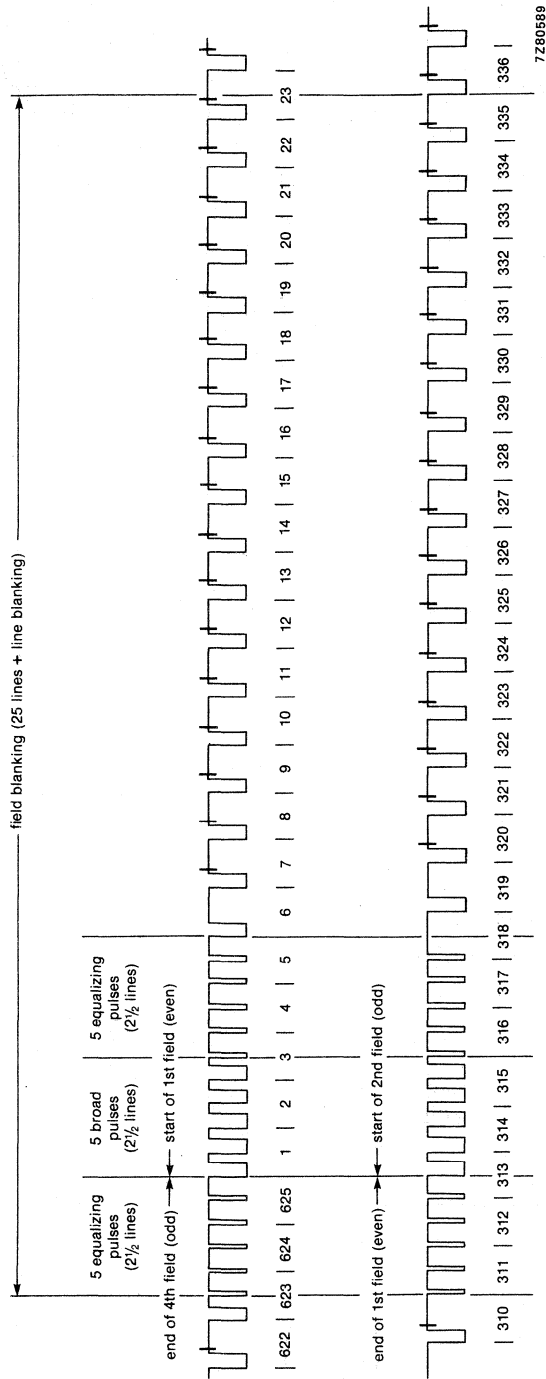 field blanking (25 lines + line blanking)
5 equalizing
pulses
(2½ lines)
5 broad
pulses
(2½ lines)
5 equalizing
pulses
(2½ lines)
end of 4th field (odd)
start of 1st field (even)
622 | 623 | 624 | 625 | 1 | 2 | 3 | 4 | 5 | 6 | 7 | 8 | 9 | 10 | 11 | 12 | 13 | 14 | 15 | 16 | 17 | 18 | 19 | 20 | 21 | 22 | 23 |
end of 1st field (even)
start of 2nd field (odd)
| 310 | 311 | 312 | 313 | 314 | 315 | 316 | 317 | 318 | 319 | 320 | 321 | 322 | 323 | 324 | 325 | 326 | 327 | 328 | 329 | 330 | 331 | 332 | 333 | 334 | 335 | 336 |
7Z80589